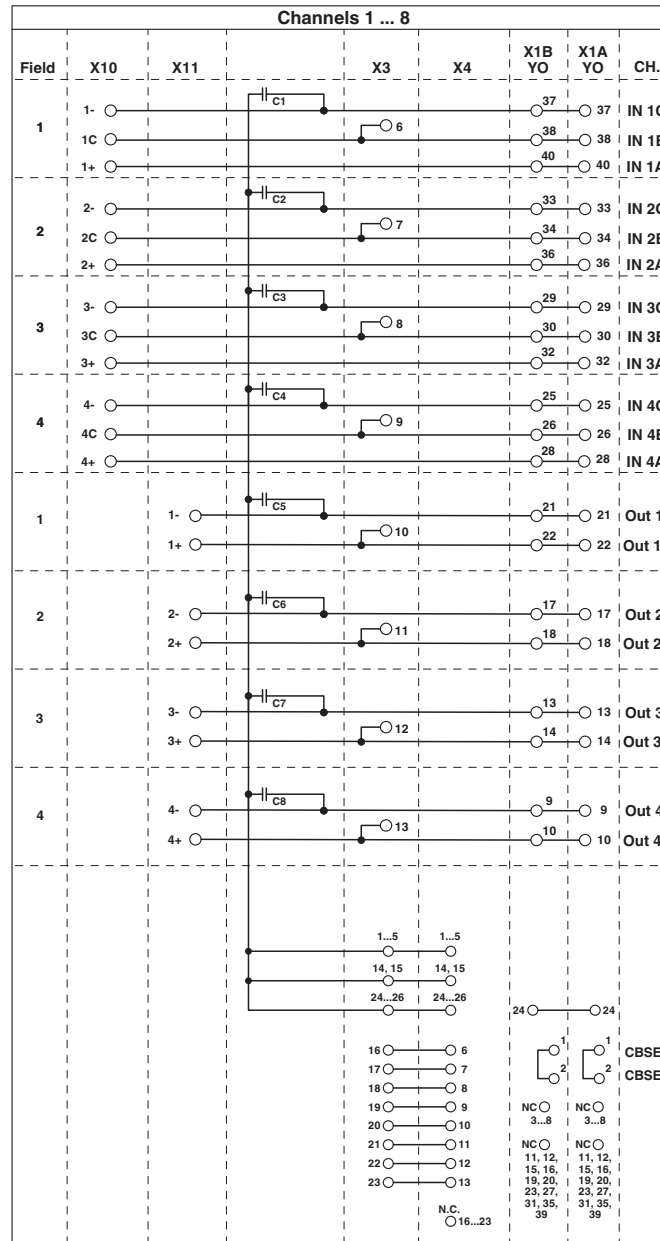 Channels 1 ... 8
Field X10 X11 X3 X4 X1B YO X1A YO CH.
C1
1- 37 37 IN 1C
6
1 1C 38 38 IN 1B
1+ 40 40 IN 1A
C2
2- 33 33 IN 2C
7
2 2C 34 34 IN 2B
2+ 36 36 IN 2A
C3
3- 29 29 IN 3C
8
3 3C 30 30 IN 3B
3+ 32 32 IN 3A
C4
4- 25 25 IN 4C
9
4 4C 26 26 IN 4B
4+ 28 28 IN 4A
C5
1 1- 21 21 Out 1
10
1+ 22 22 Out 1
C6
2 2- 17 17 Out 2
11
2+ 18 18 Out 2
C7
3 3- 13 13 Out 3
12
3+ 14 14 Out 3
C8
4 4- 9 9 Out 4
13
4+ 10 10 Out 4
1...5 1...5
14, 15 14, 15
24...26 24...26
24 24
16 6 1 1 CBSE
17 7
18 8 2 2 CBSE
19 9
20 10
21 11
22 12
23 13
NC NC
3...8 3...8
NC NC
11, 12, 11, 12,
15, 16, 15, 16,
19, 20, 19, 20,
23, 27, 23, 27,
31, 35, 31, 35,
39 39
N.C.
16...23